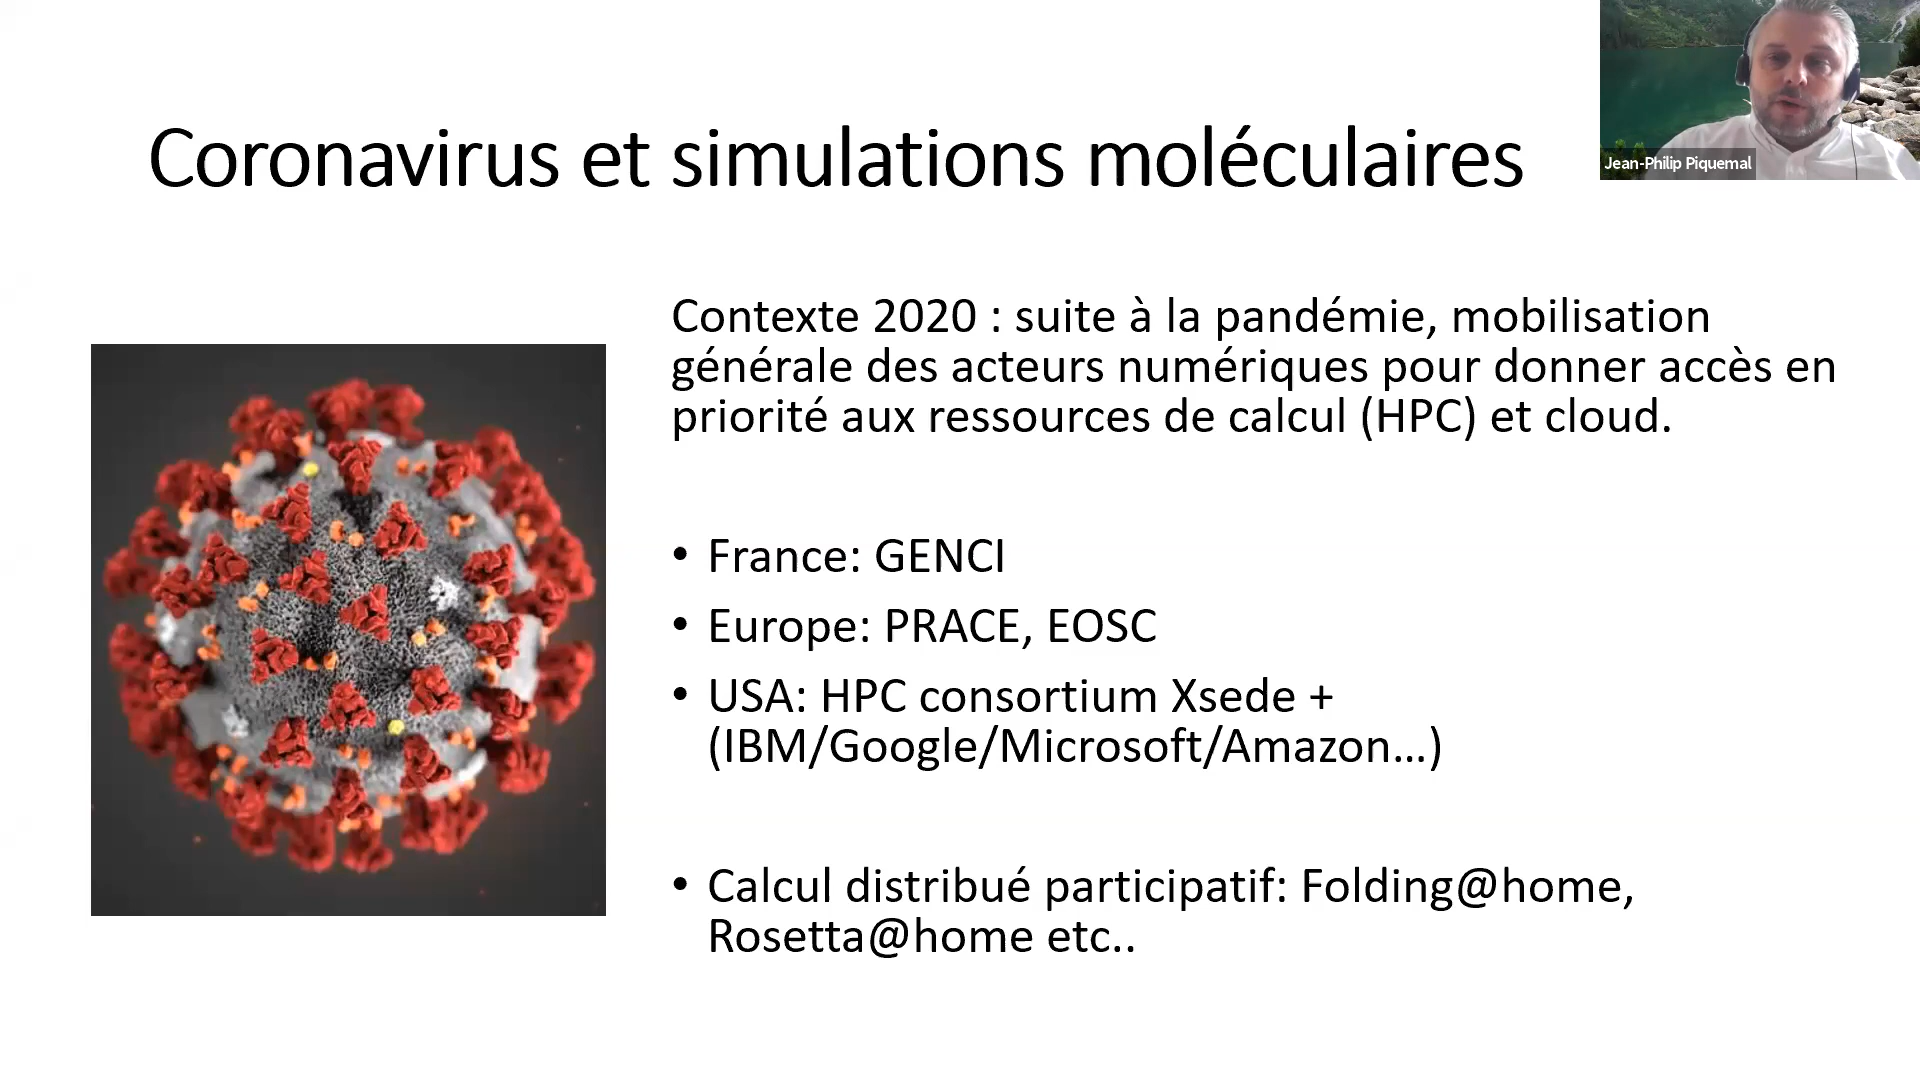 Coronavirus et simulations moléculaires
Jean-Philip Piquemal
Contexte 2020 : suite à la pandémie, mobilisation
générale des acteurs numériques pour donner accès en
priorité aux ressources de calcul (HPC) et cloud.
• France: GENCI
• Europe: PRACE, EOSC
• USA: HPC consortium Xsede +
(IBM/Google/Microsoft/Amazon...)
• Calcul distribué participatif: Folding@home,
Rosetta@home etc..